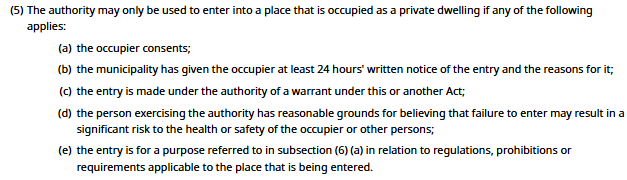 (5) The authority may only be used to enter into a place that is occupied as a private dwelling if any of the following
applies:
(a) the occupier consents;
(b) the municipality has given the occupier at least 24 hours' written notice of the entry and the reasons for it;
(c) the entry is made under the authority of a warrant under this or another Act;
(d) the person exercising the authority has reasonable grounds for believing that failure to enter may result in a
significant risk to the health or safety of the occupier or other persons;
(e) the entry is for a purpose referred to in subsection (6) (a) in relation to regulations, prohibitions or
requirements applicable to the place that is being entered.